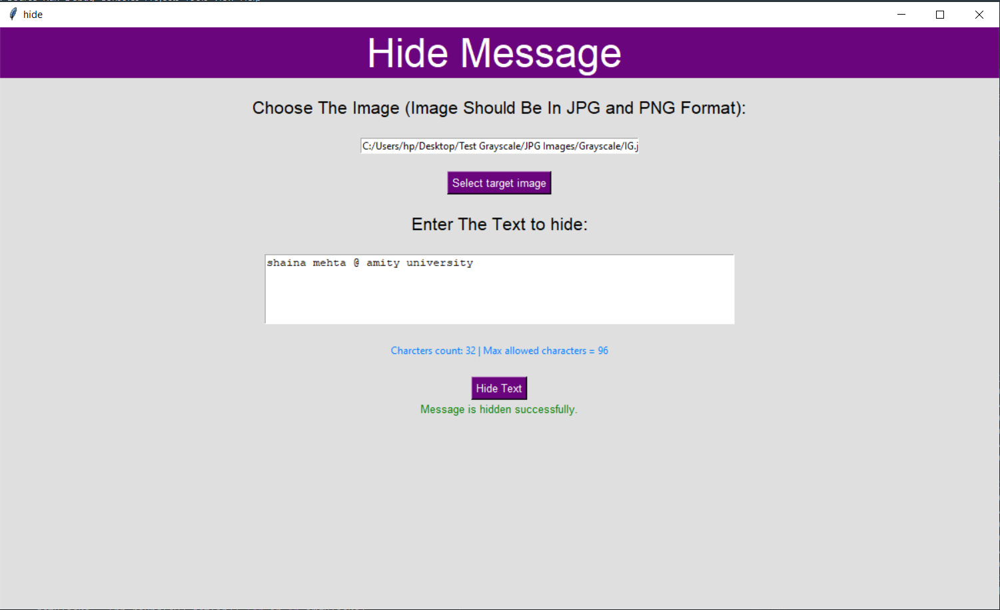 hide
Hide Message
Choose The Image (Image Should Be In JPG and PNG Format):
C:/Users/hp/Desktop/Test Grayscale/JPG Images/Grayscale/IG.j
Select target image
Enter The Text to hide:
shaina mehta @ amity university
Charcters count: 32 | Max allowed characters = 96
Hide Text
Message is hidden successfully.